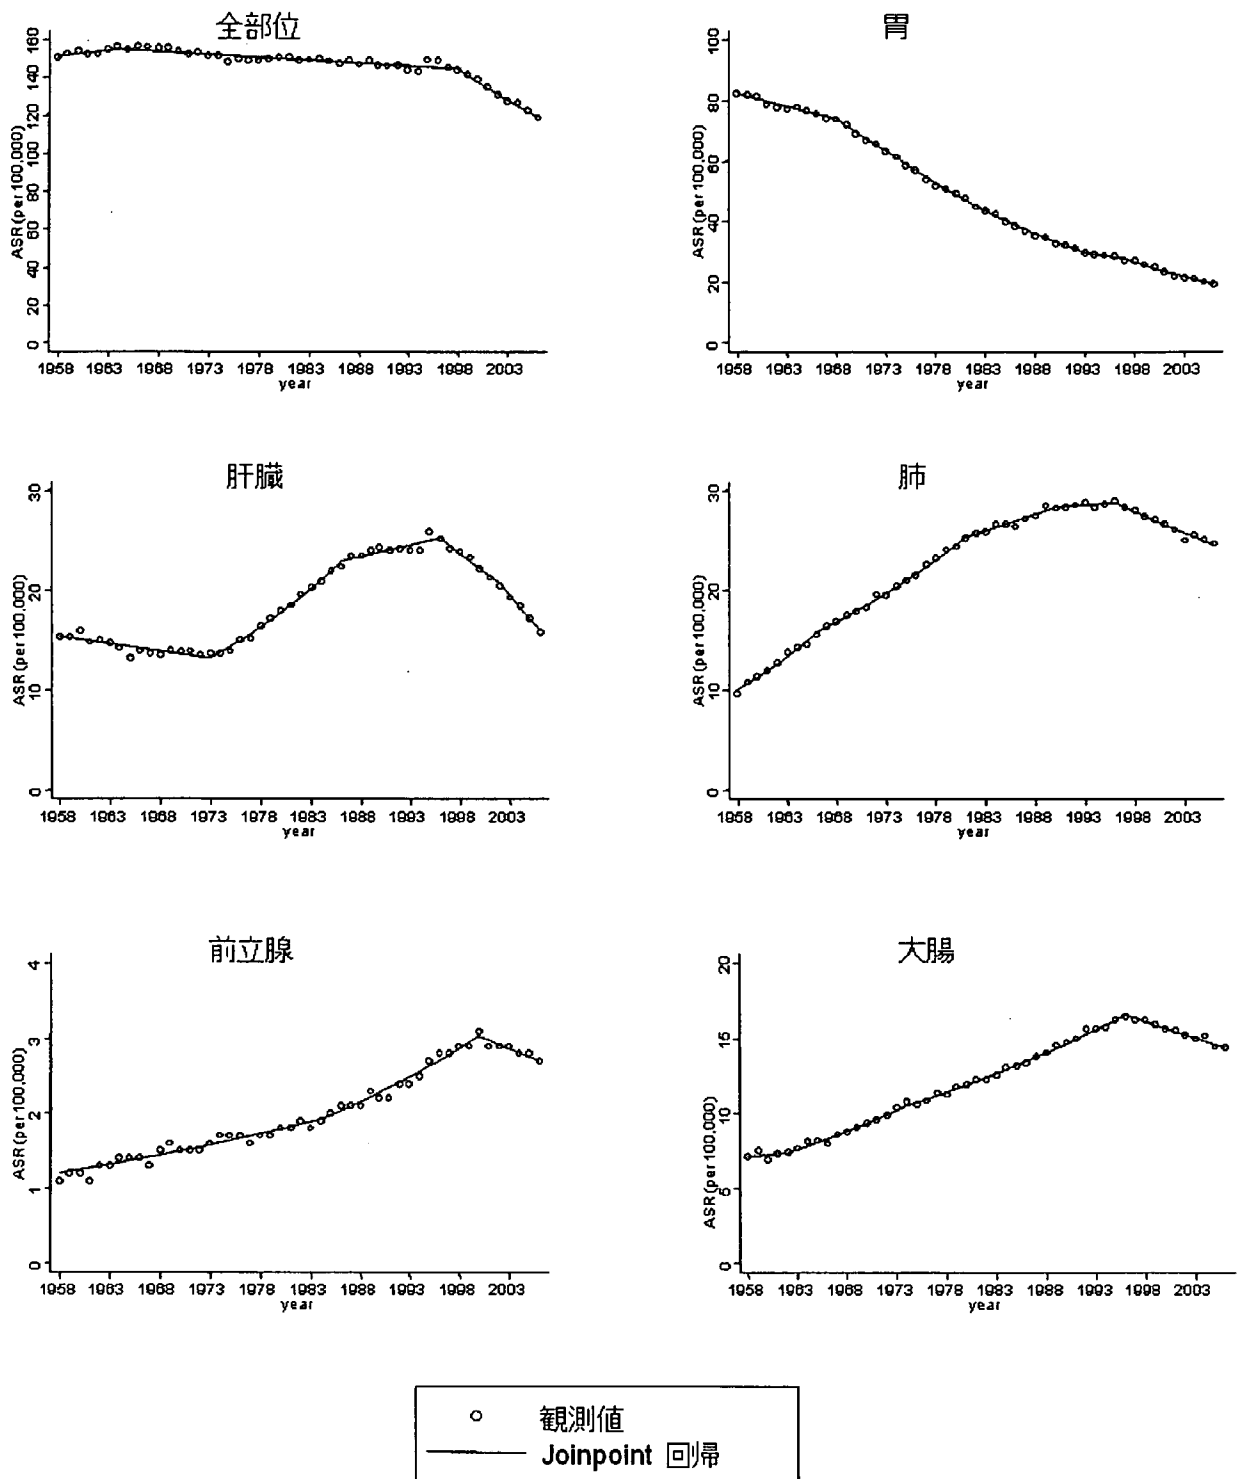 全部位
ASR (per 100,000)
0 20 40 60 80 100 120 140 160
1958 1963 1968 1973 1978 1983 1988 1993 1998 2003
year
胃
ASR (per 100,000)
0 20 40 60 80 100
1958 1963 1968 1973 1978 1983 1988 1993 1998 2003
year
肝臓
ASR (per 100,000)
0 10 20 30
1958 1963 1968 1973 1978 1983 1988 1993 1998 2003
year
肺
ASR (per 100,000)
0 10 20 30
1958 1963 1968 1973 1978 1983 1988 1993 1998 2003
year
前立腺
ASR (per 100,000)
0 1 2 3 4
1958 1963 1968 1973 1978 1983 1988 1993 1998 2003
year
大腸
ASR (per 100,000)
0 5 10 15 20
1958 1963 1968 1973 1978 1983 1988 1993 1998 2003
year
観測値
Joinpoint 回帰